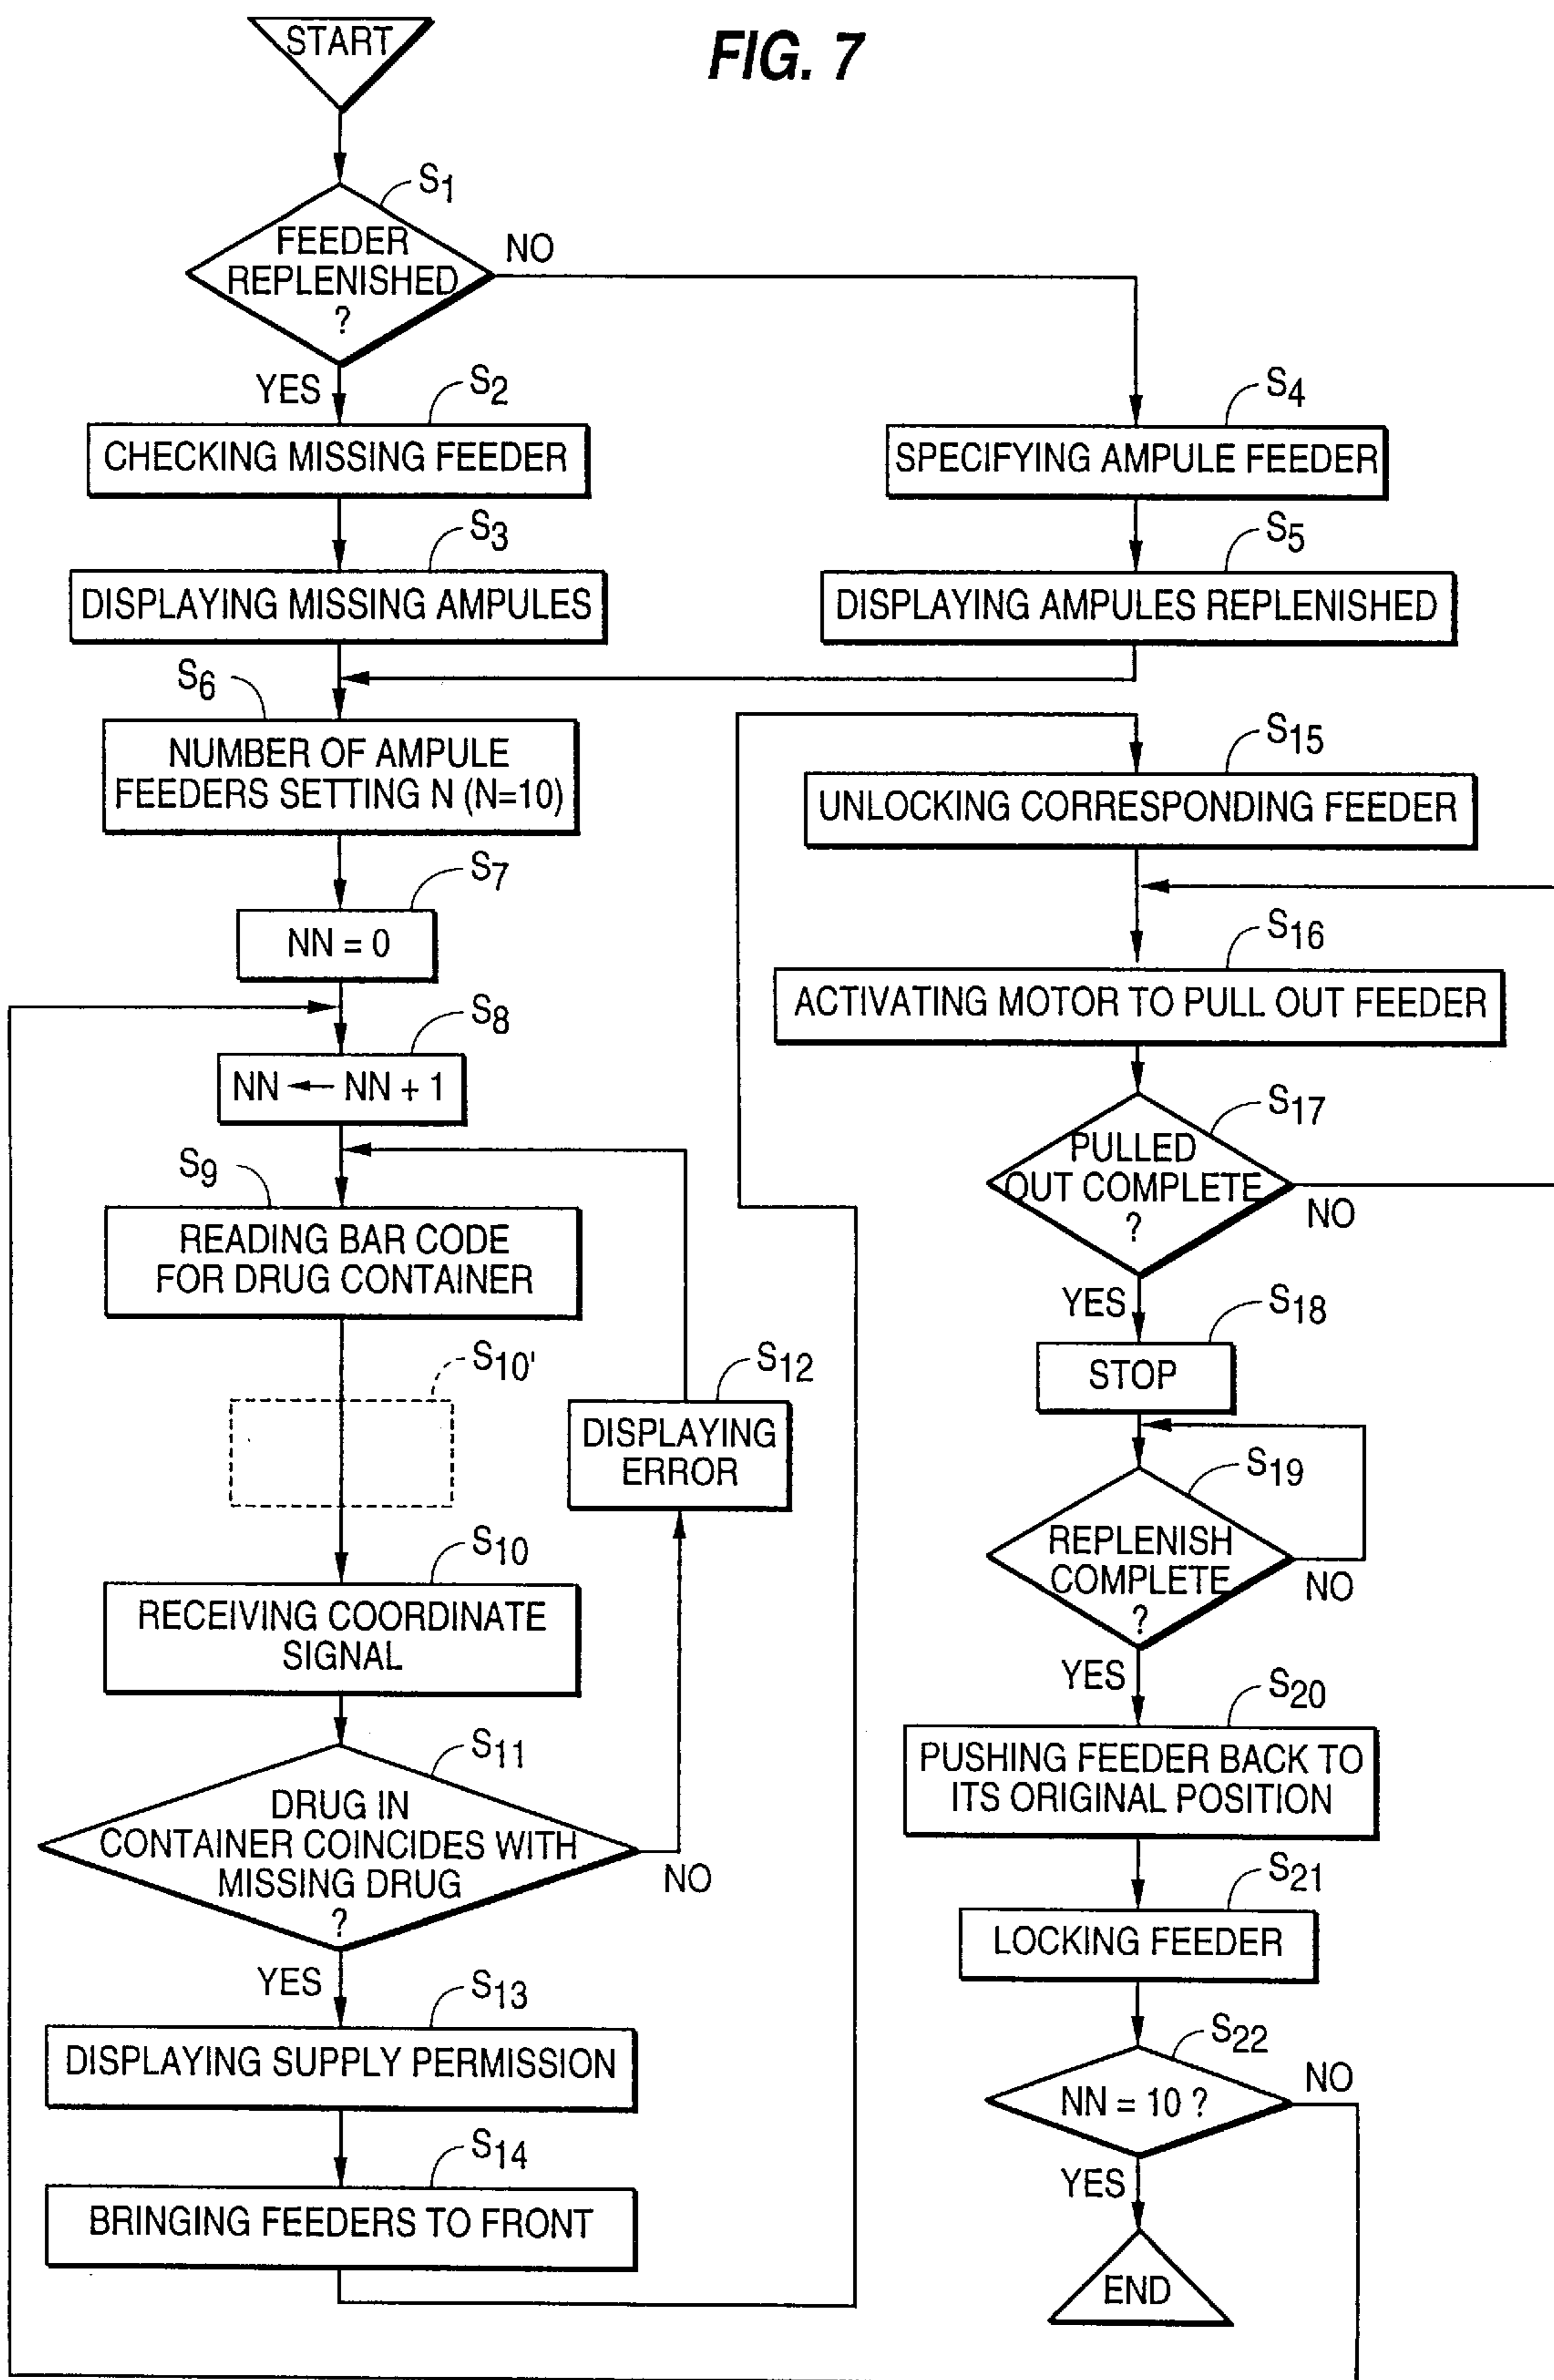 FIG. 7
START
S1
FEEDER
REPLENISHED
?
NO
YES
S2
CHECKING MISSING FEEDER
S3
DISPLAYING MISSING AMPULES
S4
SPECIFYING AMPULE FEEDER
S5
DISPLAYING AMPULES REPLENISHED
S6
NUMBER OF AMPULE
FEEDERS SETTING N (N=10)
S7
NN = 0
S8
NN ← NN + 1
S9
READING BAR CODE
FOR DRUG CONTAINER
S10'
S12
DISPLAYING
ERROR
S10
RECEIVING COORDINATE
SIGNAL
S11
DRUG IN
CONTAINER COINCIDES WITH
MISSING DRUG
?
NO
YES
S13
DISPLAYING SUPPLY PERMISSION
S14
BRINGING FEEDERS TO FRONT
S15
UNLOCKING CORRESPONDING FEEDER
S16
ACTIVATING MOTOR TO PULL OUT FEEDER
S17
PULLED
OUT COMPLETE
?
NO
YES
S18
STOP
S19
REPLENISH
COMPLETE
?
NO
YES
S20
PUSHING FEEDER BACK TO
ITS ORIGINAL POSITION
S21
LOCKING FEEDER
S22
NN = 10 ?
NO
YES
END